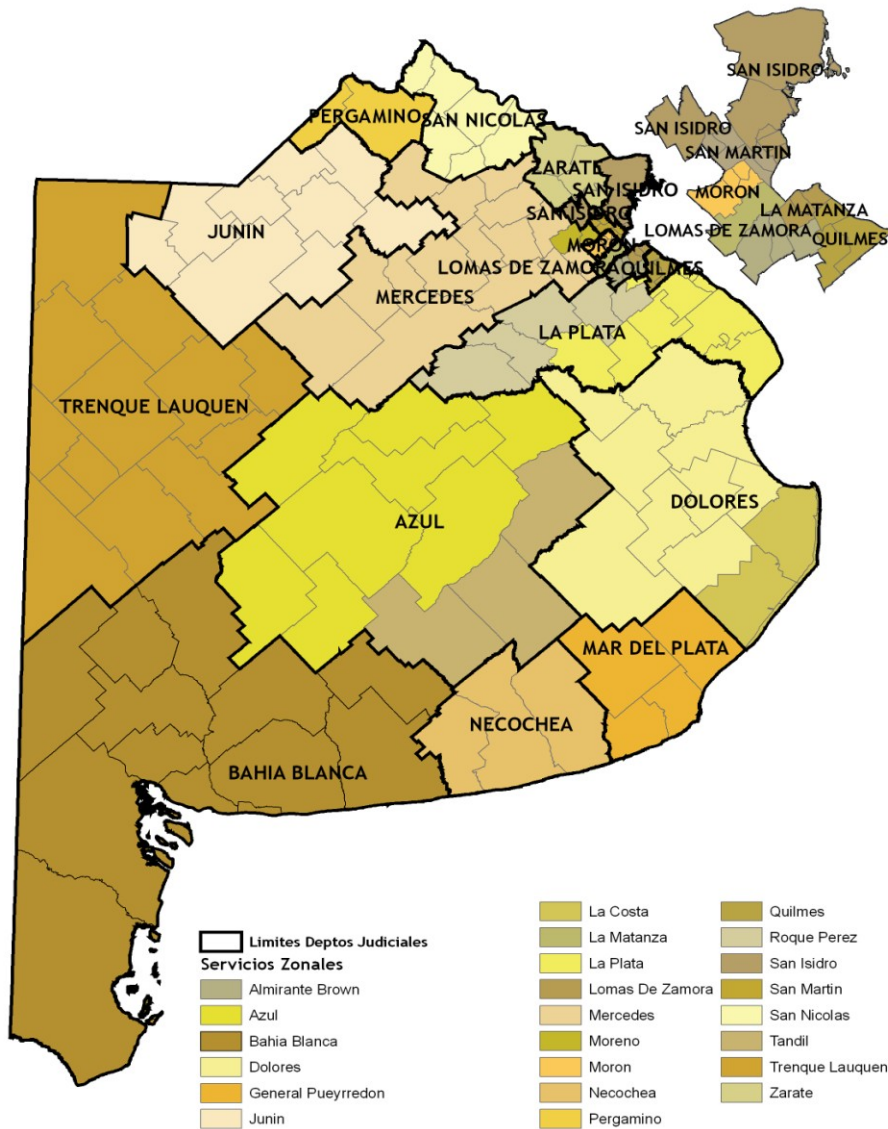 SAN ISIDRO
PERGAMINO
SAN NICOLAS
SAN ISIDRO
SAN MARTIN
ZARATE
SAN ISIDRO
MORON
LA MATANZA
SAN ISIDRO
JUNIN
MORON
LOMAS DE ZAMORA
QUILMES
LOMAS DE ZAMORA
QUILMES
MERCEDES
LA PLATA
TRENQUE LAUQUEN
DOLORES
AZUL
MAR DEL PLATA
NECOCHEA
BAHIA BLANCA
Limites Deptos Judiciales
Servicios Zonales
Almirante Brown
Azul
Bahia Blanca
Dolores
General Pueyrredon
Junin
La Costa
La Matanza
La Plata
Lomas De Zamora
Mercedes
Moreno
Moron
Necochea
Pergamino
Quilmes
Roque Perez
San Isidro
San Martin
San Nicolas
Tandil
Trenque Lauquen
Zarate